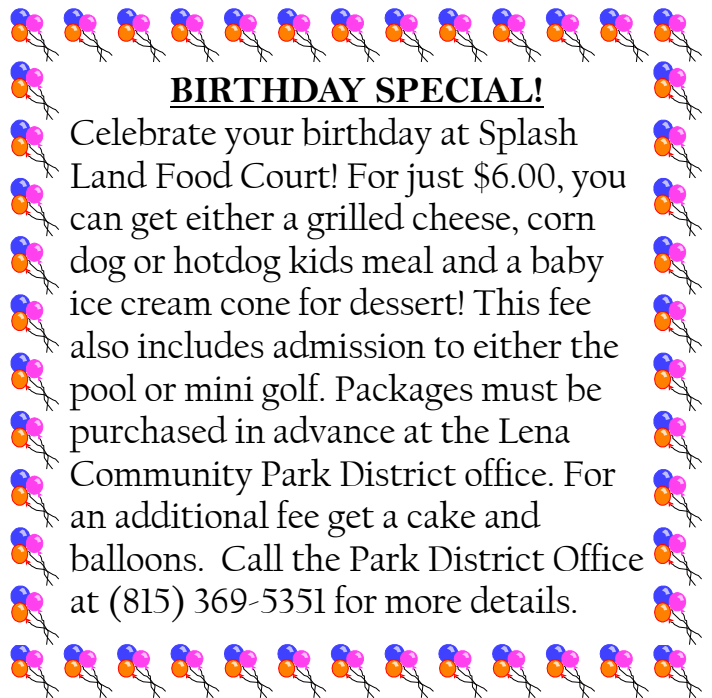 BIRTHDAY SPECIAL!
Celebrate your birthday at Splash
Land Food Court! For just $6.00, you
can get either a grilled cheese, corn
dog or hotdog kids meal and a baby
ice cream cone for dessert! This fee
also includes admission to either the
pool or mini golf. Packages must be
purchased in advance at the Lena
Community Park District office. For
an additional fee get a cake and
balloons.  Call the Park District Office
at (815) 369-5351 for more details.